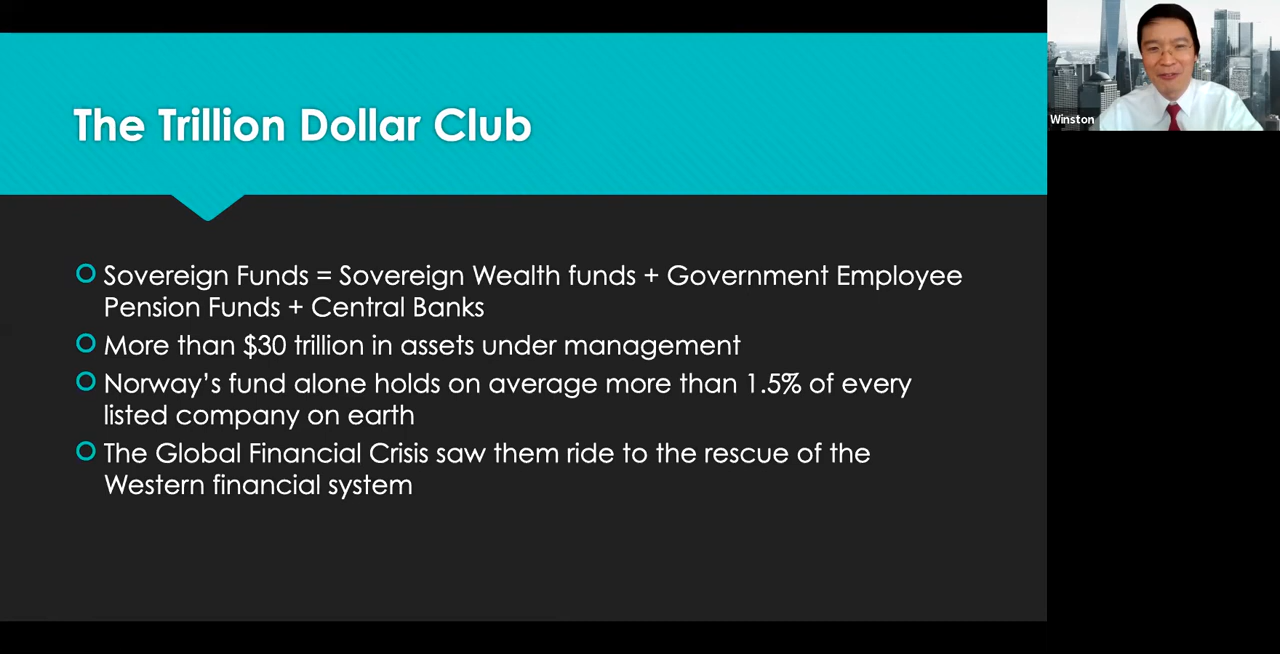 The Trillion Dollar Club
Sovereign Funds = Sovereign Wealth funds + Government Employee
Pension Funds + Central Banks
More than $30 trillion in assets under management
Norway’s fund alone holds on average more than 1.5% of every
listed company on earth
The Global Financial Crisis saw them ride to the rescue of the
Western financial system
Winston